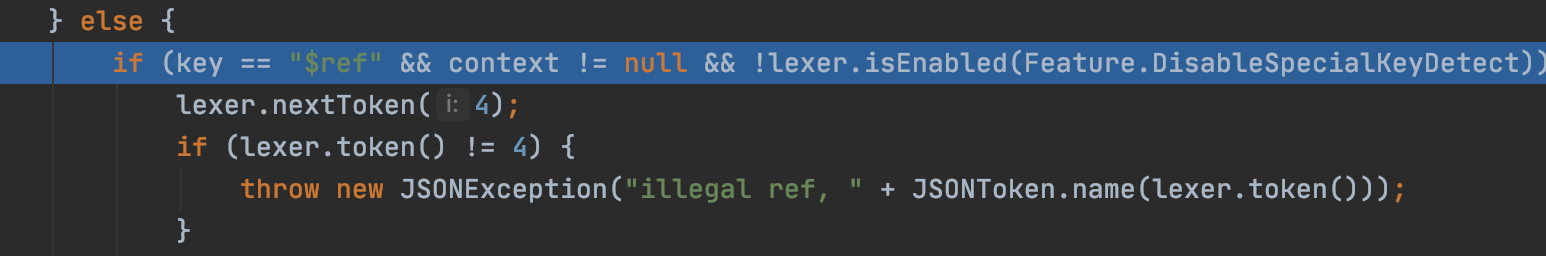 } else {
if (key == "$ref" && context != null && !lexer.isEnabled(Feature.DisableSpecialKeyDetect))
lexer.nextToken( i: 4);
if (lexer.token() != 4) {
throw new JSONException("illegal ref, " + JSONToken.name(lexer.token()));
}